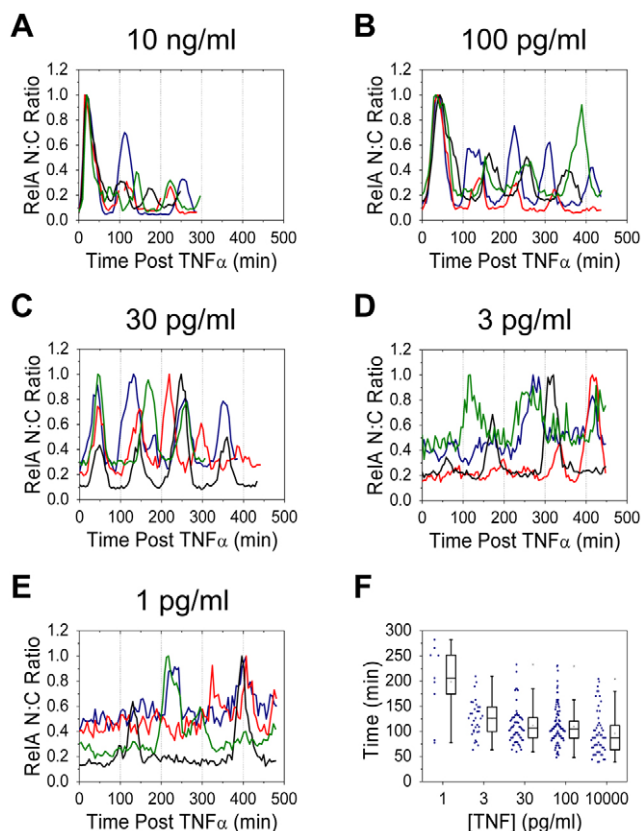 A
10 ng/ml
RelA N:C Ratio
1.2
1.0
0.8
0.6
0.4
0.2
0.0
0 100 200 300 400 500
Time Post TNFα (min)
B
100 pg/ml
RelA N:C Ratio
1.2
1.0
0.8
0.6
0.4
0.2
0.0
0 100 200 300 400 500
Time Post TNFα (min)
C
30 pg/ml
RelA N:C Ratio
1.2
1.0
0.8
0.6
0.4
0.2
0.0
0 100 200 300 400 500
Time Post TNFα (min)
D
3 pg/ml
RelA N:C Ratio
1.2
1.0
0.8
0.6
0.4
0.2
0.0
0 100 200 300 400 500
Time Post TNFα (min)
E
1 pg/ml
RelA N:C Ratio
1.2
1.0
0.8
0.6
0.4
0.2
0.0
0 100 200 300 400 500
Time Post TNFα (min)
F
Time (min)
300
250
200
150
100
50
0
1 3 30 100 10000
[TNF] (pg/ml)